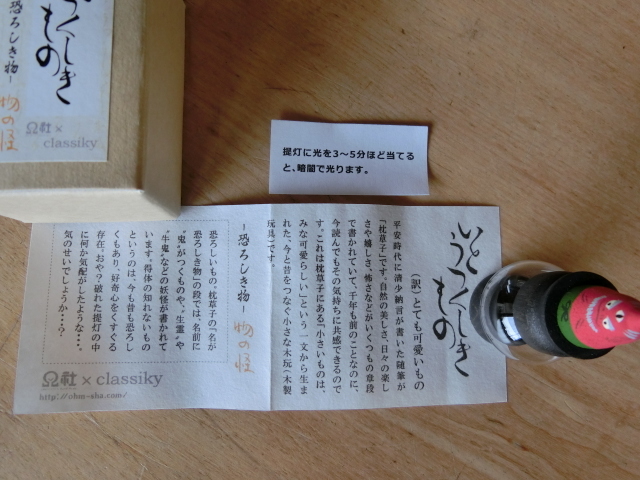 つくしき
もの
-恐ろしき物-
物の怪
Ω社×
classiky
提灯に光を3～5分ほど当てる
と、暗闇で光ります。
いと
うつくしき
もの
(訳)とても可愛いもの
平安時代に清少納言が書いた随筆が
「枕草子」です。自然の美しさ、日々の楽し
さや嬉しさ、怖さなどがいくつもの章段
で書かれていて、千年も前のことなのに、
今読んでもその気持ちに共感できるので
す。これは枕草子にある「小さいものは、
みな可愛らしい」という一文から生ま
れた、今と昔をつなぐ小さな木玩(木製
玩具)です。
-恐ろしき物- 物の怪
恐ろしいもの。枕草子の「名が
恐ろしき物」の段では、名前に
“鬼”がつくものや、“生霊”や
“牛鬼”などの妖怪が書かれて
います。得体の知れないもの
というのは、今も昔も恐ろし
くもあり、好奇心をくすぐる
存在。おや?破れた提灯の中
に何か気配がしたような・・・
気のせいでしょうか・・・?
Ω社 × classiky
http://ohm-sha.com/